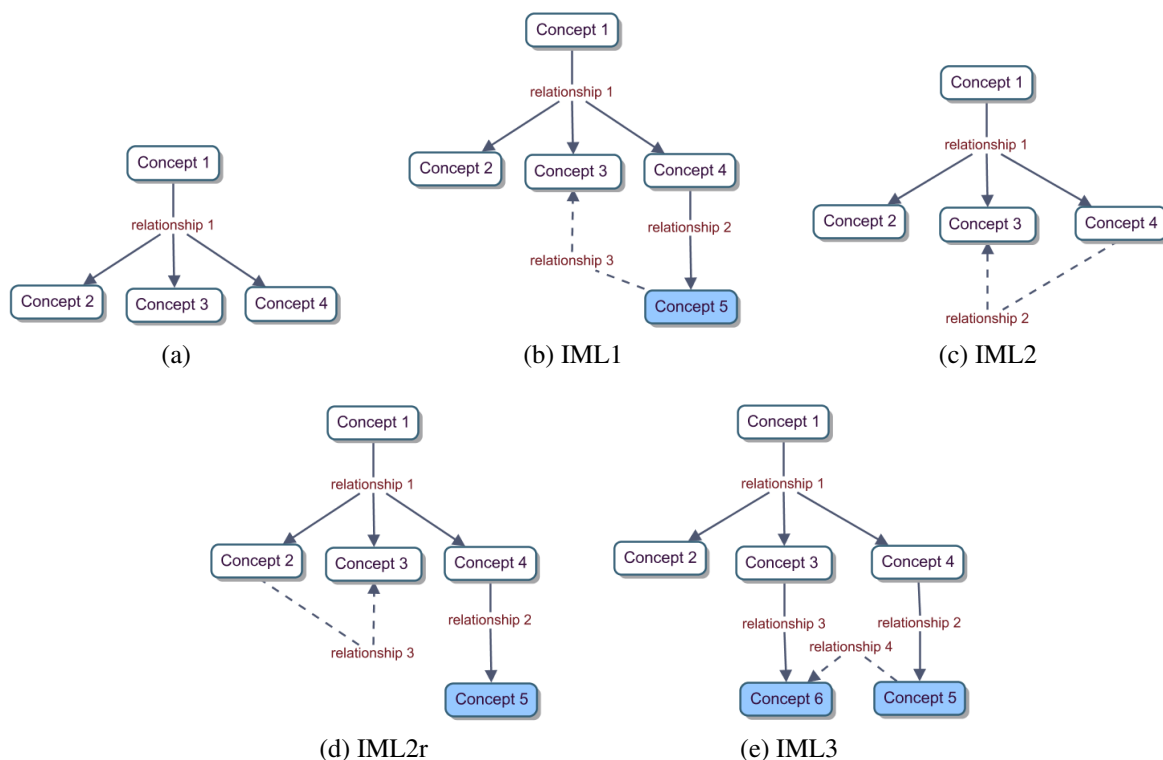 Concept 1
relationship 1
Concept 2 Concept 3 Concept 4
(a)
Concept 1
relationship 1
Concept 2 Concept 3 Concept 4
relationship 2
relationship 3
Concept 5
(b) IML1
Concept 1
relationship 1
Concept 2 Concept 3 Concept 4
relationship 2
(c) IML2
Concept 1
relationship 1
Concept 2 Concept 3 Concept 4
relationship 2
relationship 3
Concept 5
(d) IML2r
Concept 1
relationship 1
Concept 2 Concept 3 Concept 4
relationship 3 relationship 2
relationship 4
Concept 6 Concept 5
(e) IML3